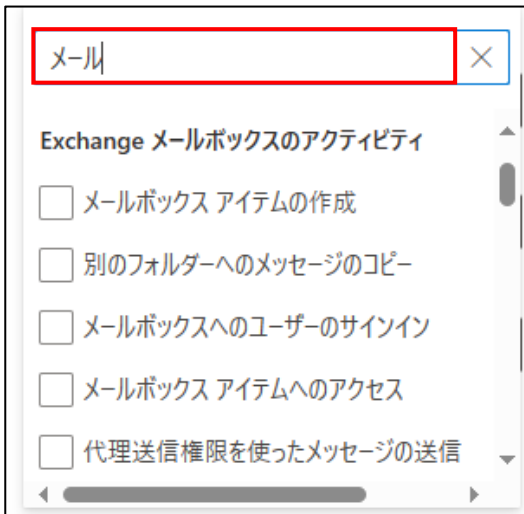 メール
Exchange メールボックスのアクティビティ
メールボックス アイテムの作成
別のフォルダーへのメッセージのコピー
メールボックスへのユーザーのサインイン
メールボックス アイテムへのアクセス
代理送信権限を使ったメッセージの送信